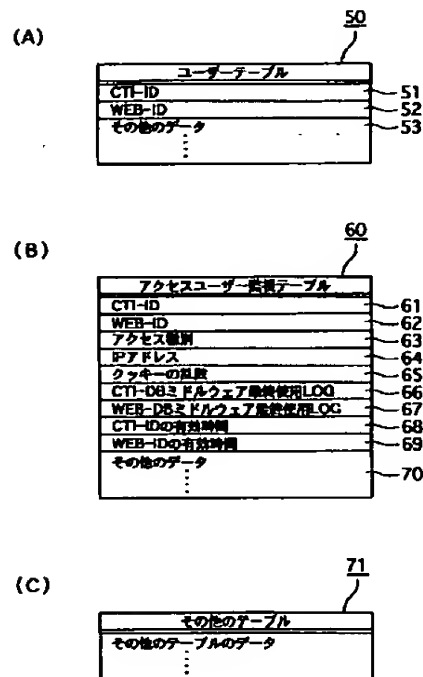 (A)
50
ユーザーテーブル
CTI-ID 51
WEB-ID 52
その他のデータ 53
(B)
60
アクセスユーザー監視テーブル
CTI-ID 61
WEB-ID 62
アクセス種別 63
IPアドレス 64
クッキーの乱数 65
CTI-DBミドルウェア最終使用LOG 66
WEB-DBミドルウェア最終使用LOG 67
CTI-IDの有効時間 68
WEB-IDの有効時間 69
その他のデータ 70
(C)
71
その他のテーブル
その他のテーブルのデータ